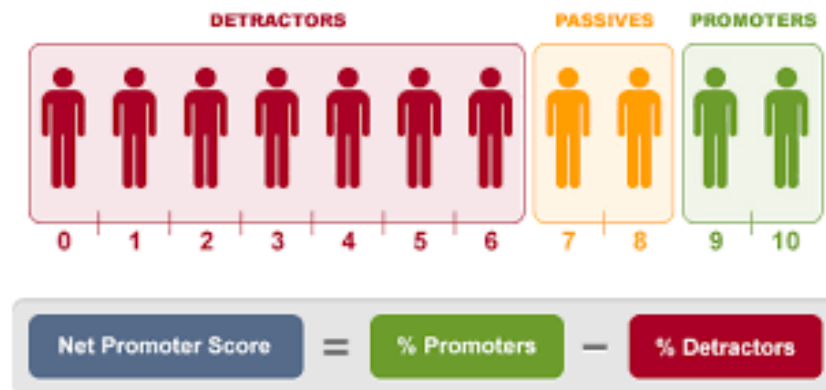 DETRACTORS PASSIVES PROMOTERS
0 1 2 3 4 5 6 7 8 9 10
Net Promoter Score = % Promoters − % Detractors